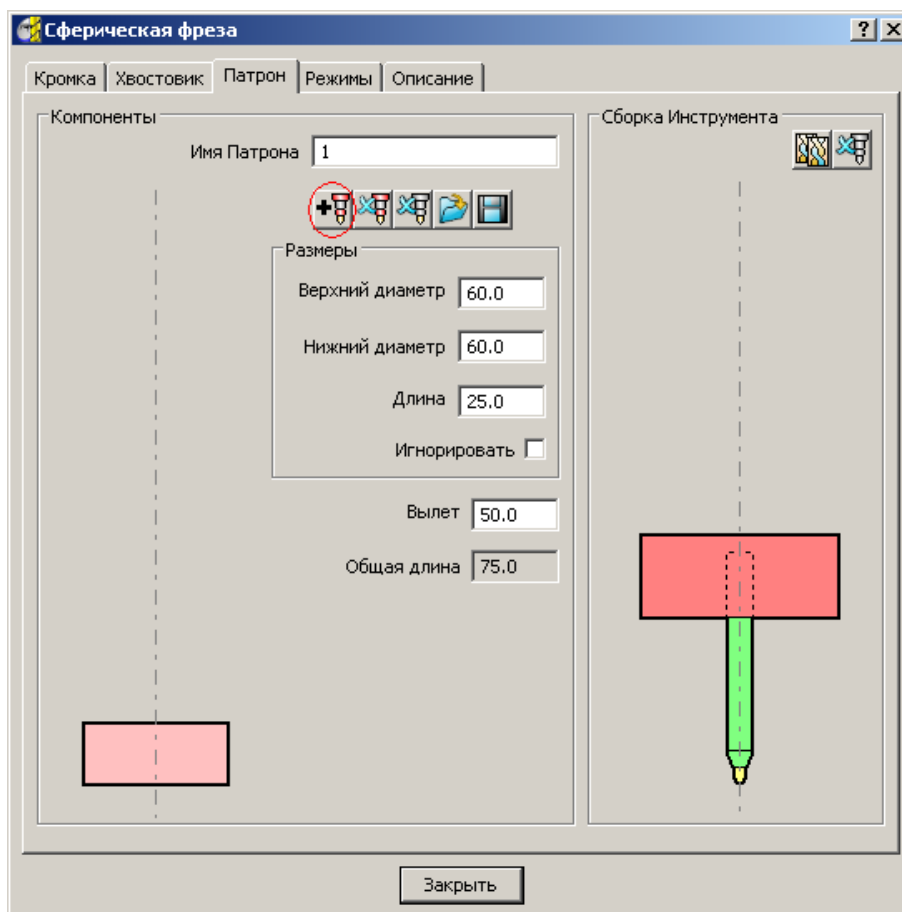 Сферическая фреза
Кромка Хвостовик Патрон Режимы Описание
Компоненты
Имя Патрона 1
Размеры
Верхний диаметр 60.0
Нижний диаметр 60.0
Длина 25.0
Игнорировать
Вылет 50.0
Общая длина 75.0
Сборка Инструмента
Закрыть